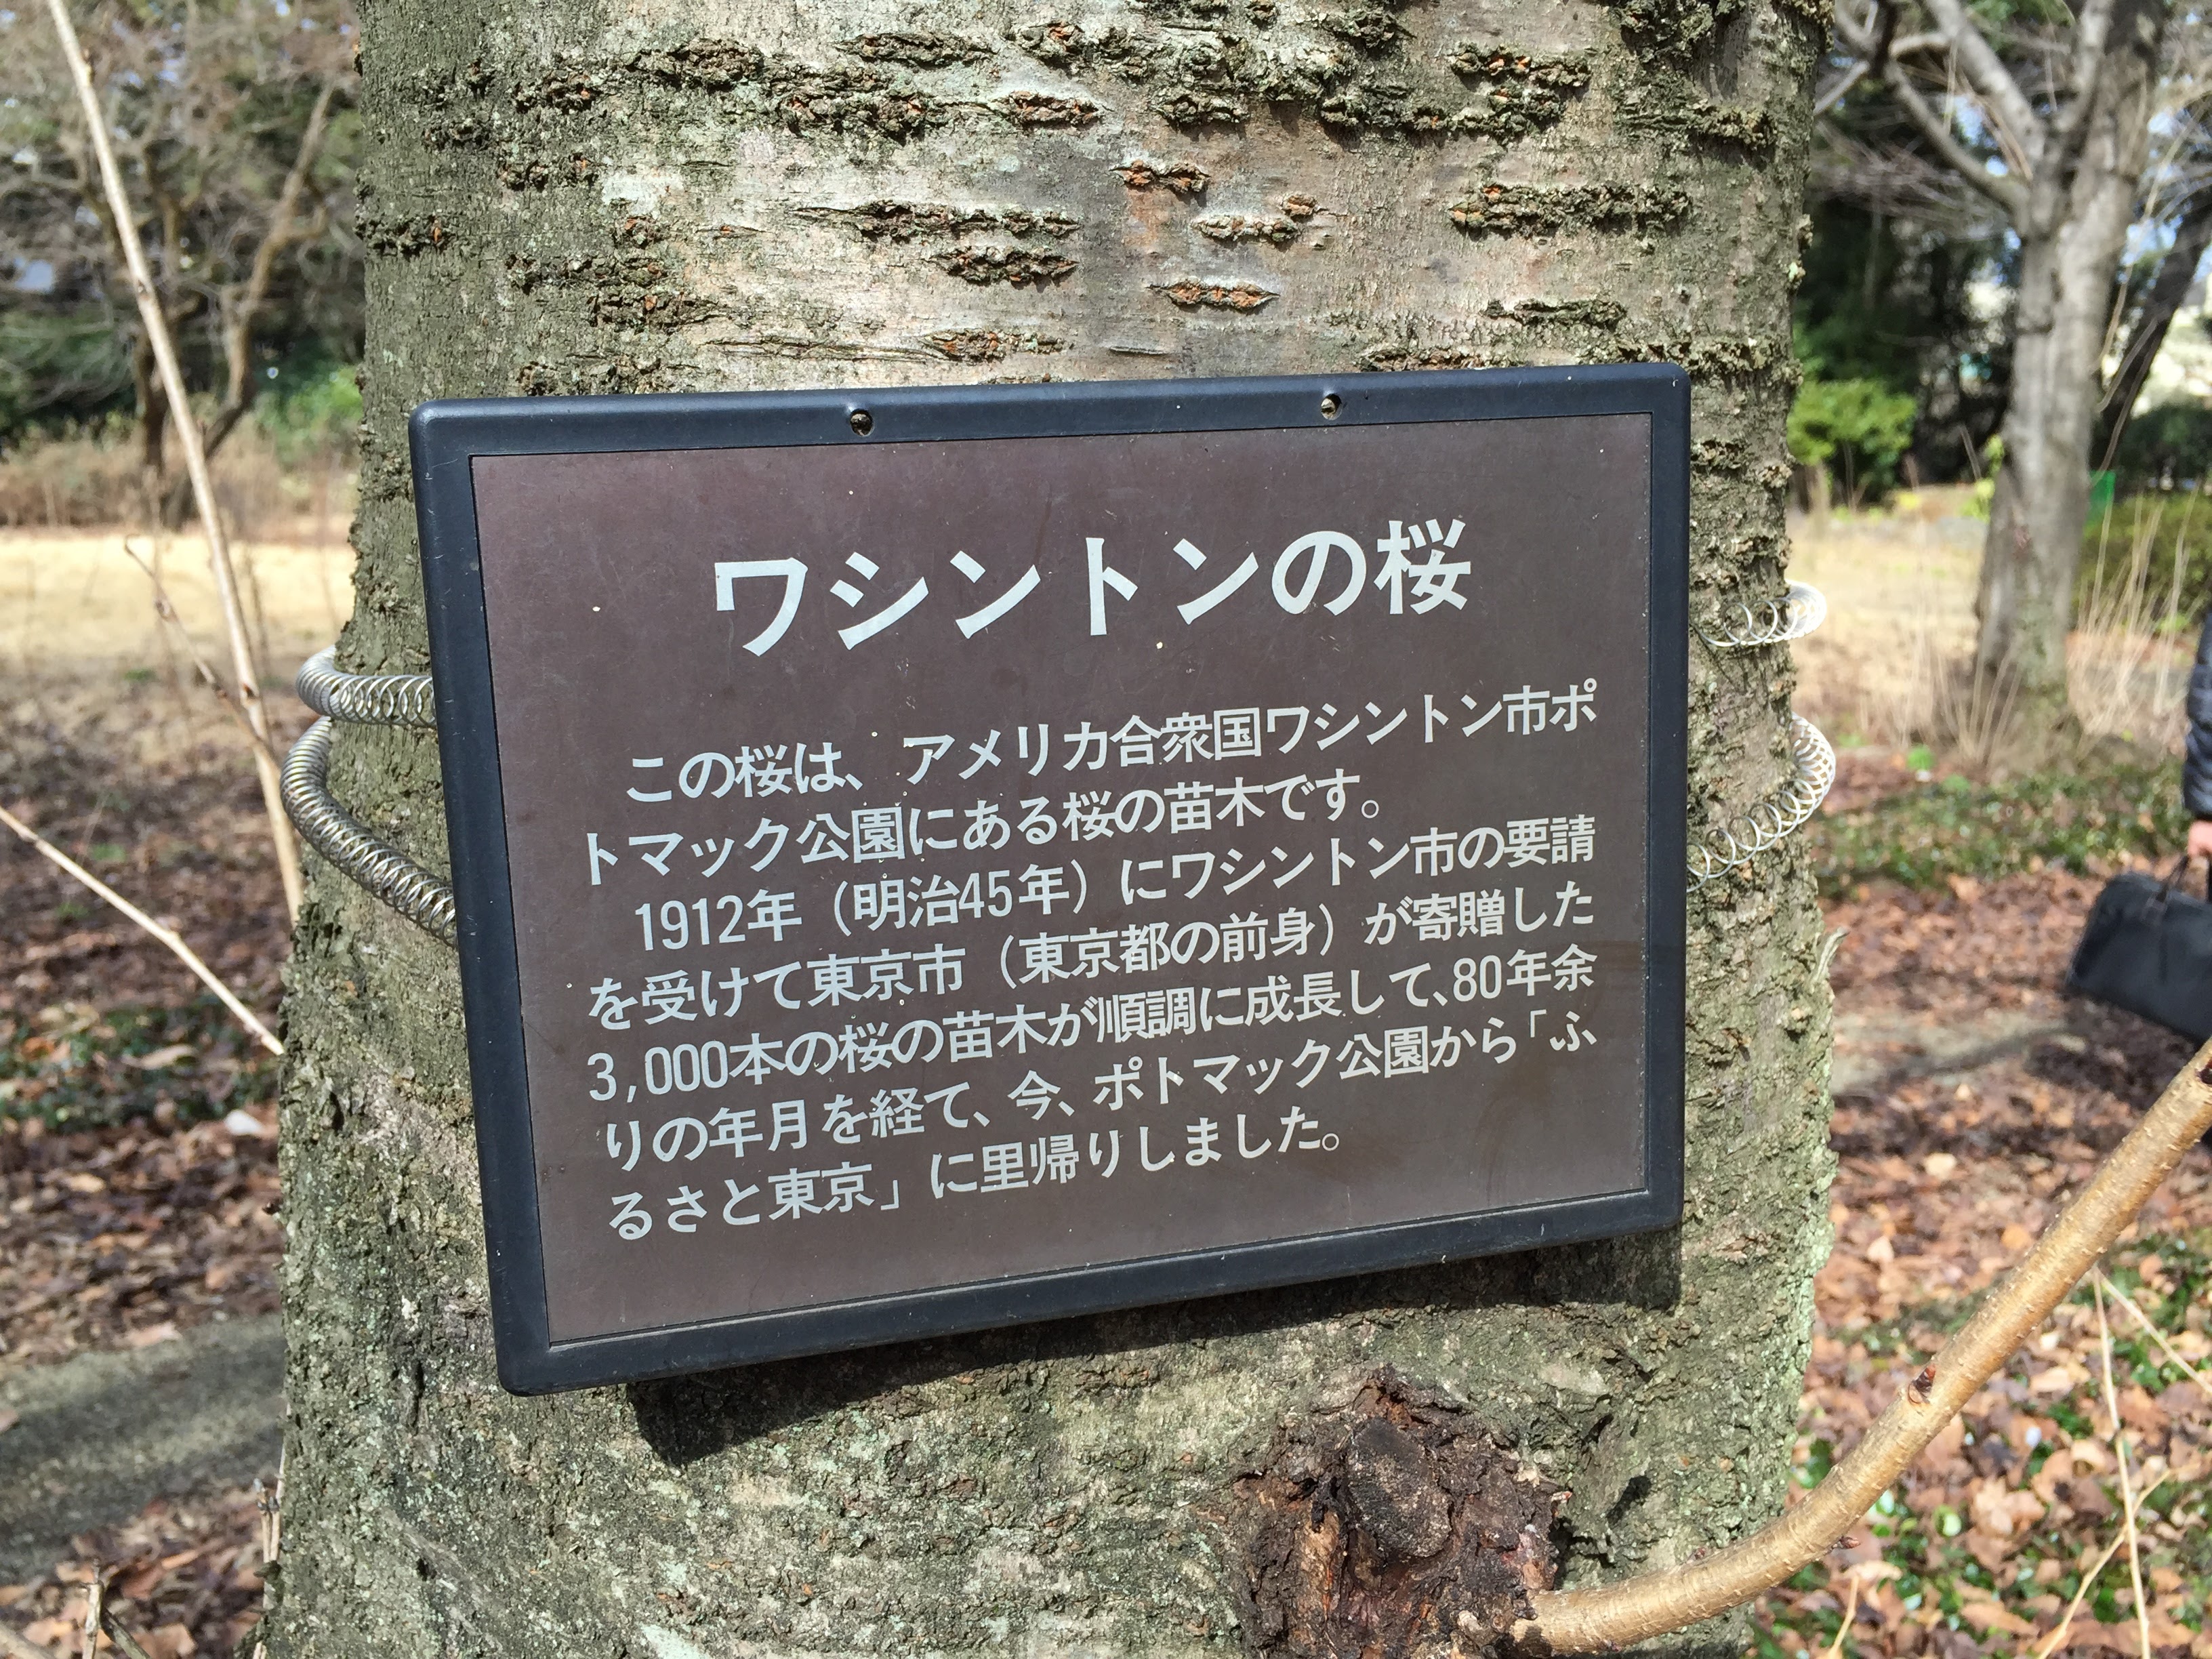 ワシントンの桜
この桜は、アメリカ合衆国ワシントン市ポ
トマック公園にある桜の苗木です。
1912年（明治45年）にワシントン市の要請
を受けて東京市（東京都の前身）が寄贈した
3,000本の桜の苗木が順調に成長して、80年余
りの年月を経て、今、ポトマック公園から「ふ
るさと東京」に里帰りしました。